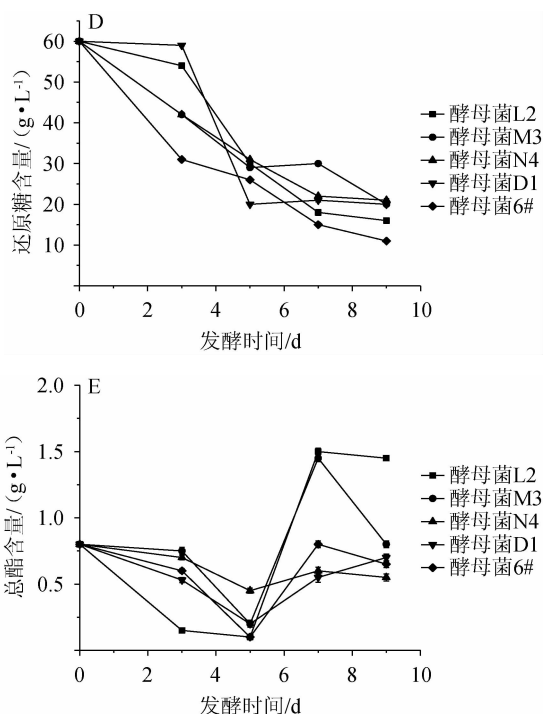 D
60
50
40
30
20
10
0 2 4 6 8 10
还原糖含量/(g•L-1)
发酵时间/d
酵母菌L2
酵母菌M3
酵母菌N4
酵母菌D1
酵母菌6#
E
2.0
1.5
1.0
0.5
0 2 4 6 8 10
总酯含量/(g•L-1)
发酵时间/d
酵母菌L2
酵母菌M3
酵母菌N4
酵母菌D1
酵母菌6#